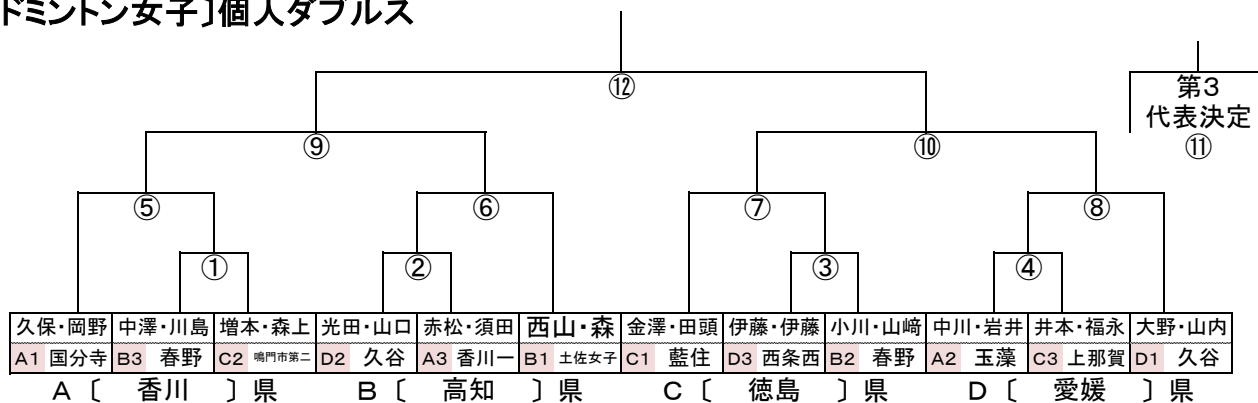 ドミントン女子〕個人ダブルス
⑫
第3
代表決定
⑪
⑨ ⑩
⑤ ⑥ ⑦ ⑧
① ② ③ ④
久保・岡野 中澤・川島 増本・森上 光田・山口 赤松・須田 西山・森 金澤・田頭 伊藤・伊藤 小川・山﨑 中川・岩井 井本・福永 大野・山内
A1 国分寺 B3 春野 C2 鳴門市第二 D2 久谷 A3 香川一 B1 土佐女子 C1 藍住 D3 西条西 B2 春野 A2 玉藻 C3 上那賀 D1 久谷
A〔 香川 〕県 B〔 高知 〕県 C〔 徳島 〕県 D〔 愛媛 〕県